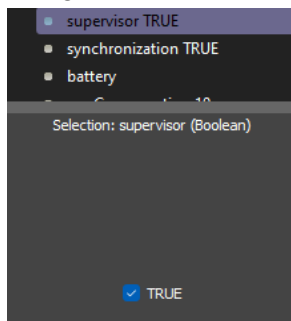 supervisor TRUE
synchronization TRUE
battery
Selection: supervisor (Boolean)
TRUE